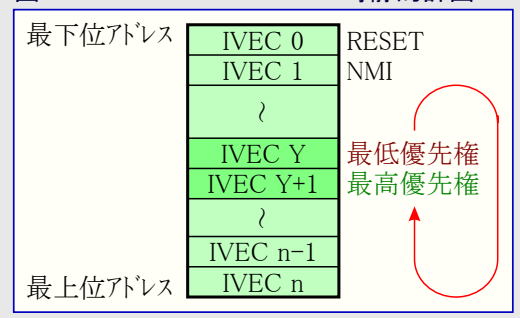 最下位アドレス IVEC 0 RESET
IVEC 1 NMI
~
IVEC Y 最低優先権
IVEC Y+1 最高優先権
~
IVEC n-1
最上位アドレス IVEC n